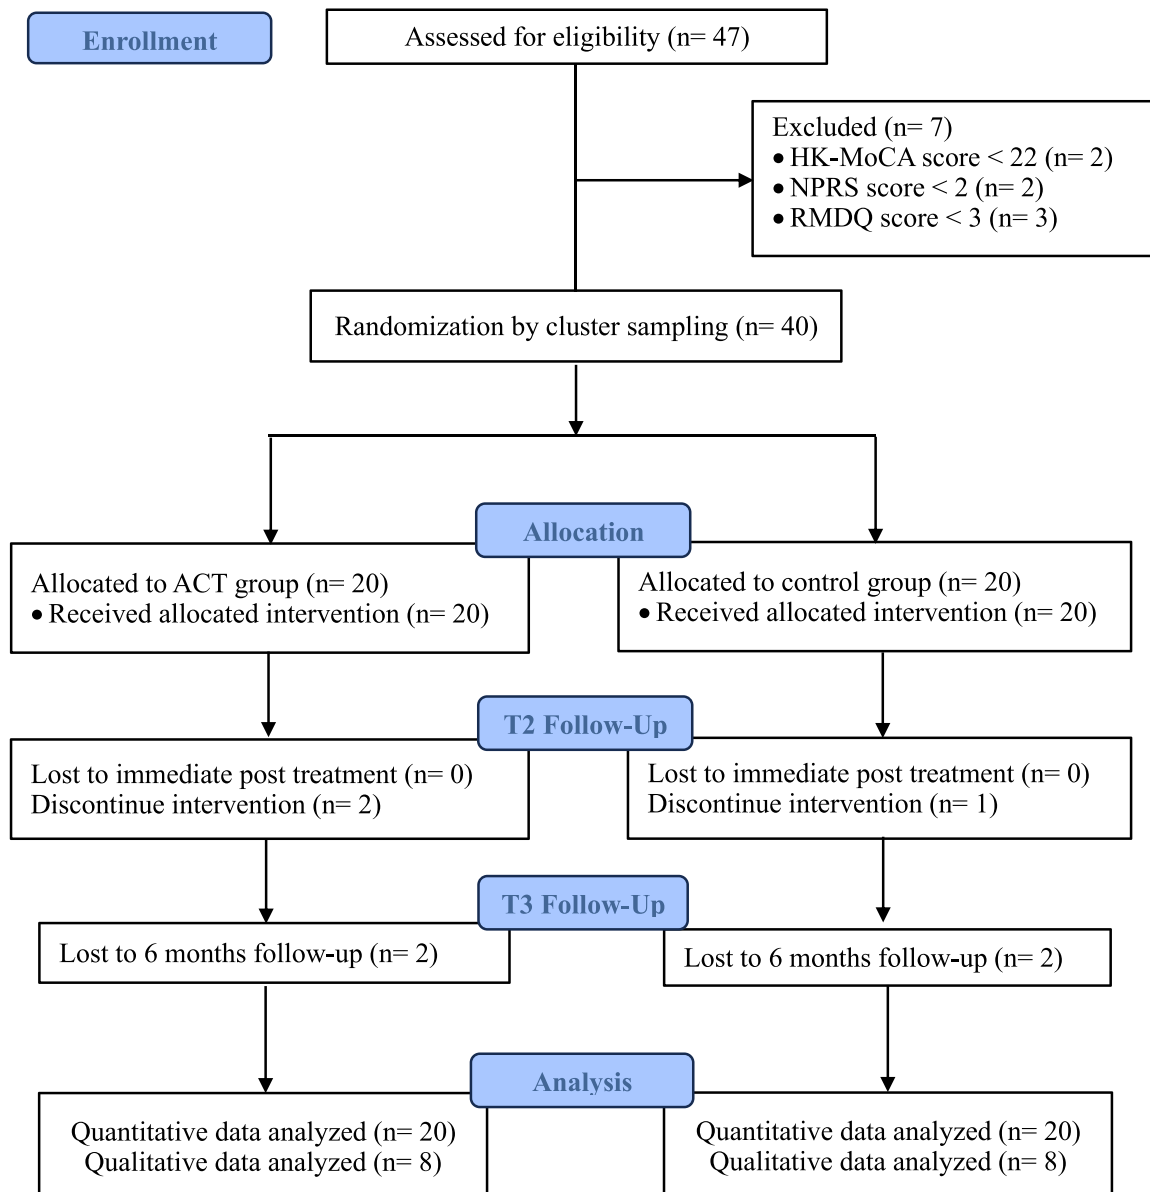 Enrollment
Assessed for eligibility (n= 47)
Excluded (n= 7)
• HK-MoCA score < 22 (n= 2)
• NPRS score < 2 (n= 2)
• RMDQ score < 3 (n= 3)
Randomization by cluster sampling (n= 40)
Allocation
Allocated to ACT group (n= 20)
• Received allocated intervention (n= 20)
Allocated to control group (n= 20)
• Received allocated intervention (n= 20)
T2 Follow-Up
Lost to immediate post treatment (n= 0)
Discontinue intervention (n= 2)
Lost to immediate post treatment (n= 0)
Discontinue intervention (n= 1)
T3 Follow-Up
Lost to 6 months follow-up (n= 2)
Lost to 6 months follow-up (n= 2)
Analysis
Quantitative data analyzed (n= 20)
Qualitative data analyzed (n= 8)
Quantitative data analyzed (n= 20)
Qualitative data analyzed (n= 8)